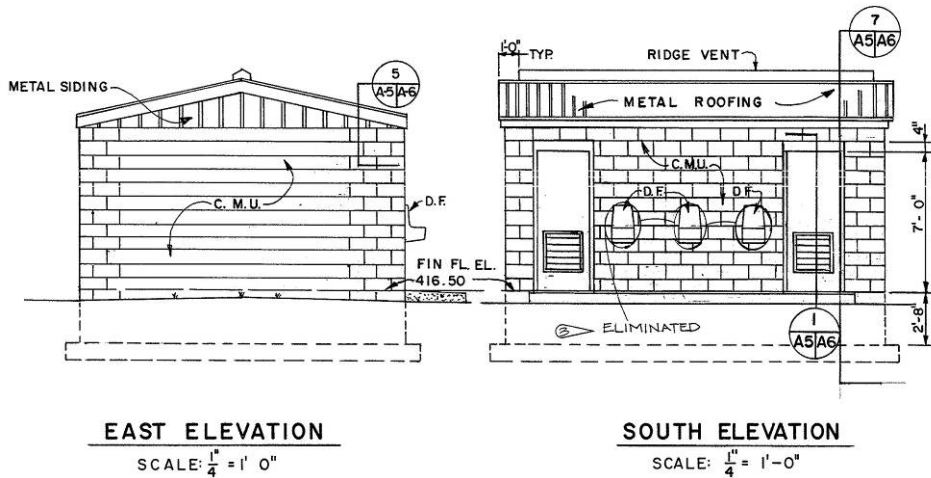 METAL SIDING
5
A-5 A-6
C. M. U.
D.F.
FIN FL. EL.
416.50
EAST ELEVATION
SCALE: 1"/4 = 1' 0"
1'-0" TYP.
RIDGE VENT
7
A5 A6
METAL ROOFING
4"
C.M.U.
D.F. D.F.
7'-0"
2'-8"
3 ELIMINATED
1
A5 A6
SOUTH ELEVATION
SCALE: 1"/4 = 1'-0"